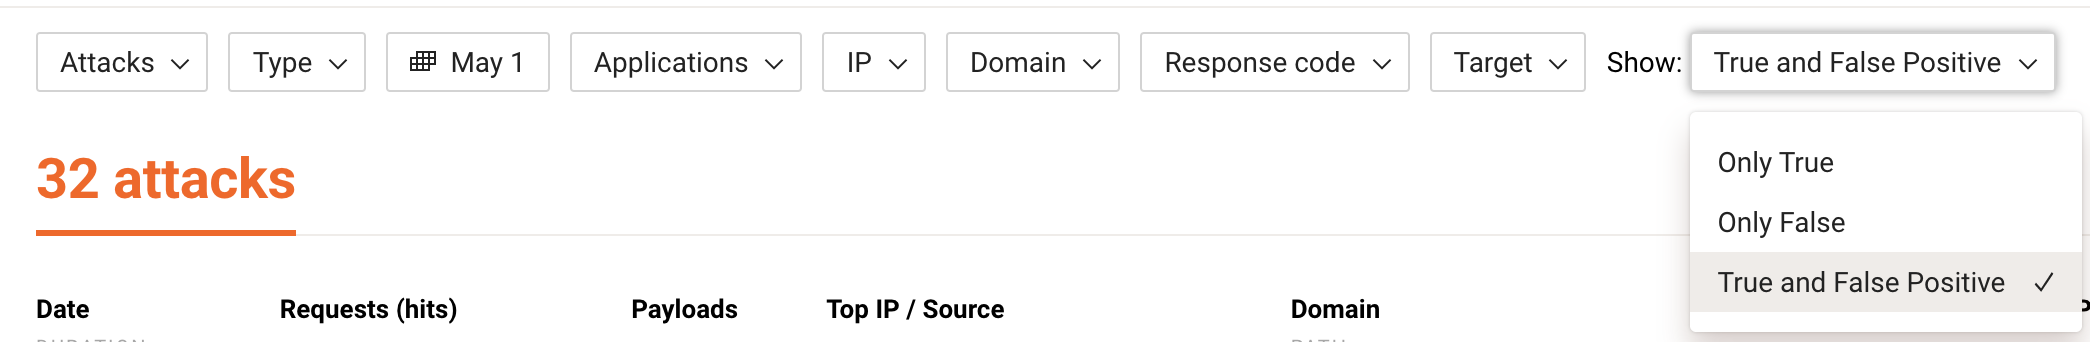 Attacks Type May 1 Applications IP Domain Response code Target Show: True and False Positive
Only True
32 attacks
Only False
True and False Positive
Date Requests (hits) Payloads Top IP / Source Domain